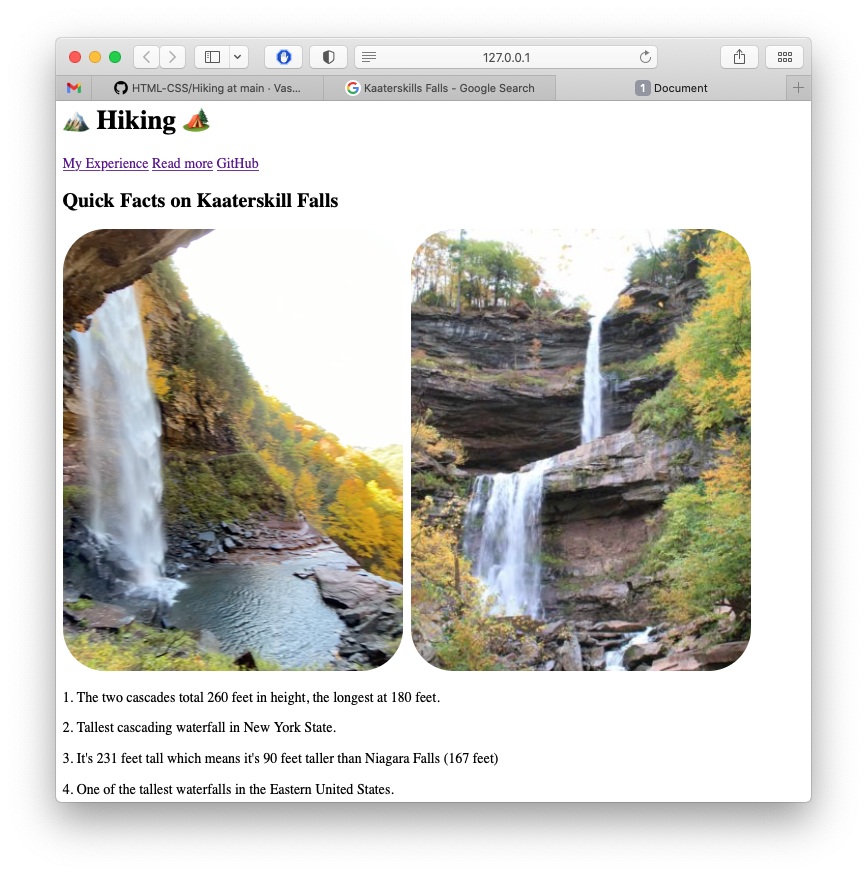 127.0.0.1
HTML-CSS/Hiking at main · Vas...
Kaaterskills Falls - Google Search
1 Document
Hiking
My Experience Read more GitHub
Quick Facts on Kaaterskill Falls
1. The two cascades total 260 feet in height, the longest at 180 feet.
2. Tallest cascading waterfall in New York State.
3. It's 231 feet tall which means it's 90 feet taller than Niagara Falls (167 feet)
4. One of the tallest waterfalls in the Eastern United States.